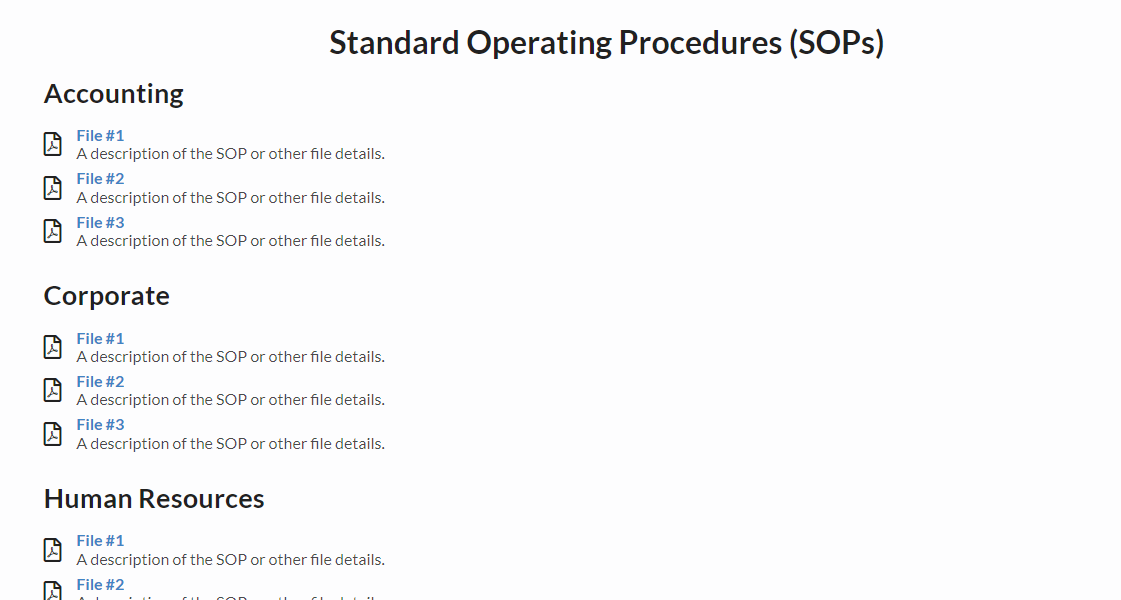 Standard Operating Procedures (SOPs)
Accounting
File #1
A description of the SOP or other file details.
File #2
A description of the SOP or other file details.
File #3
A description of the SOP or other file details.
Corporate
File #1
A description of the SOP or other file details.
File #2
A description of the SOP or other file details.
File #3
A description of the SOP or other file details.
Human Resources
File #1
A description of the SOP or other file details.
File #2